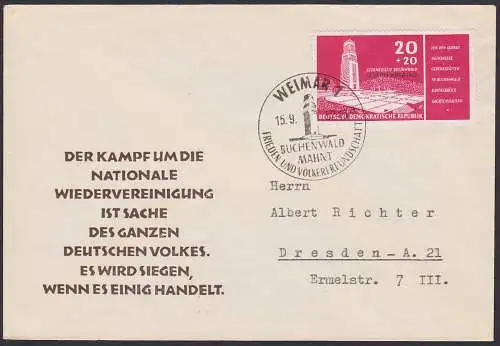 20
+20
DEUTSCHE DEMOKRATISCHE REPUBLIK
WEIMAR 1
15.9.
BUCHENWALD
MAHNT
FRIEDEN UND VÖLKERFREUNDSCHAFT
DER KAMPF UM DIE
NATIONALE
WIEDERVEREINIGUNG
IST SACHE
DES GANZEN
DEUTSCHEN VOLKES.
ES WIRD SIEGEN,
WENN ES EINIG HANDELT.
Herrn
Albert Richter
Dresden-A. 21
Ermelstr. 7 III.